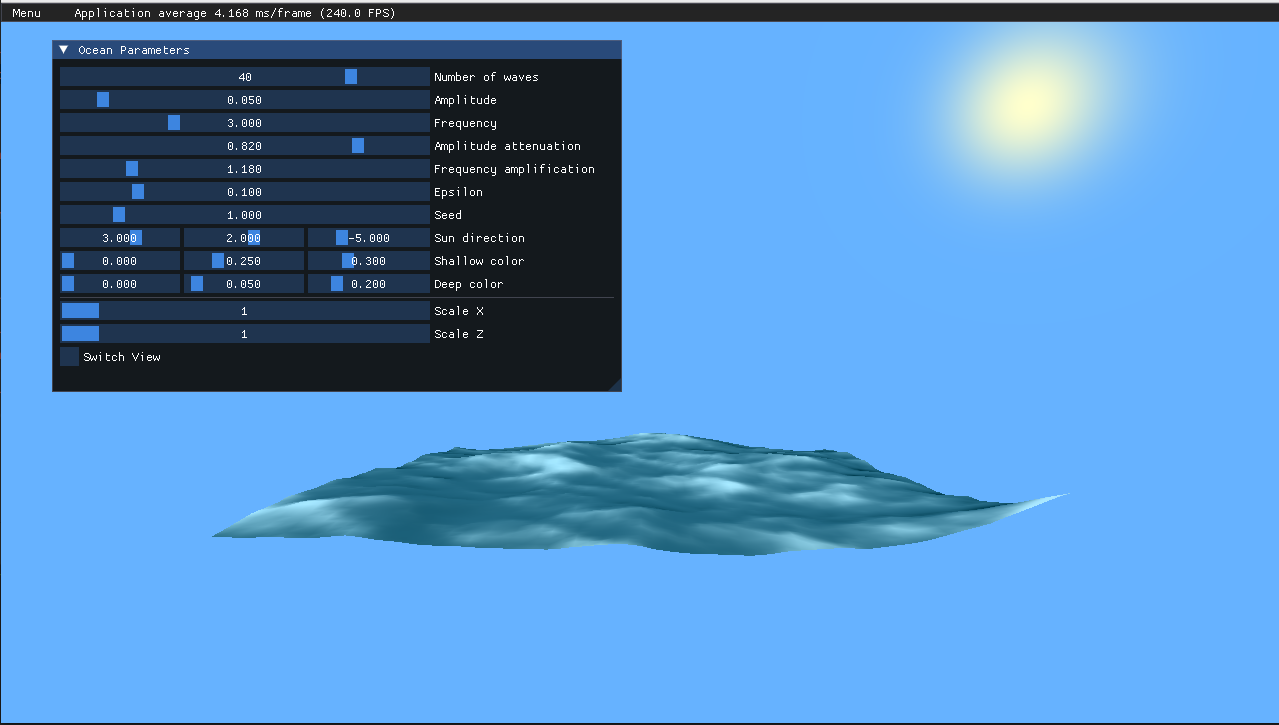 Menu Application average 4.168 ms/frame (240.0 FPS)
Ocean Parameters
40 Number of waves
0.050 Amplitude
3.000 Frequency
0.820 Amplitude attenuation
1.180 Frequency amplification
0.100 Epsilon
1.000 Seed
3.000 2.000 -5.000 Sun direction
0.000 0.250 0.300 Shallow color
0.000 0.050 0.200 Deep color
1 Scale X
1 Scale Z
Switch View